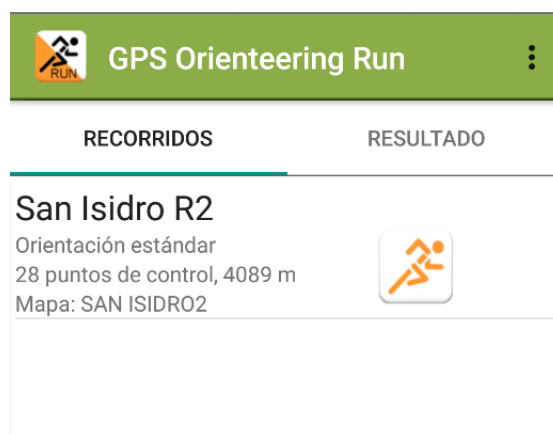 RUN
GPS Orienteering Run
RECORRIDOS
RESULTADO
San Isidro R2
Orientación estándar
28 puntos de control, 4089 m
Mapa: SAN ISIDRO2